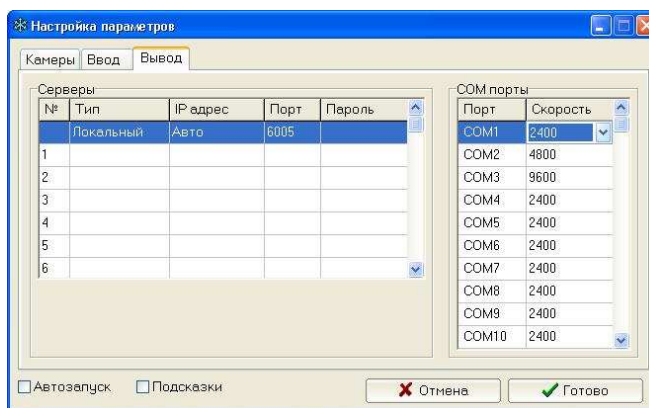 Настройка параметров
Камеры Ввод Вывод
Серверы
№ Тип IP адрес Порт Пароль
Локальный Авто 6005
1
2
3
4
5
6
COM порты
Порт Скорость
COM1 2400
COM2 4800
COM3 9600
COM4 2400
COM5 2400
COM6 2400
COM7 2400
COM8 2400
COM9 2400
COM10 2400
Автозапуск Подсказки Отмена Готово